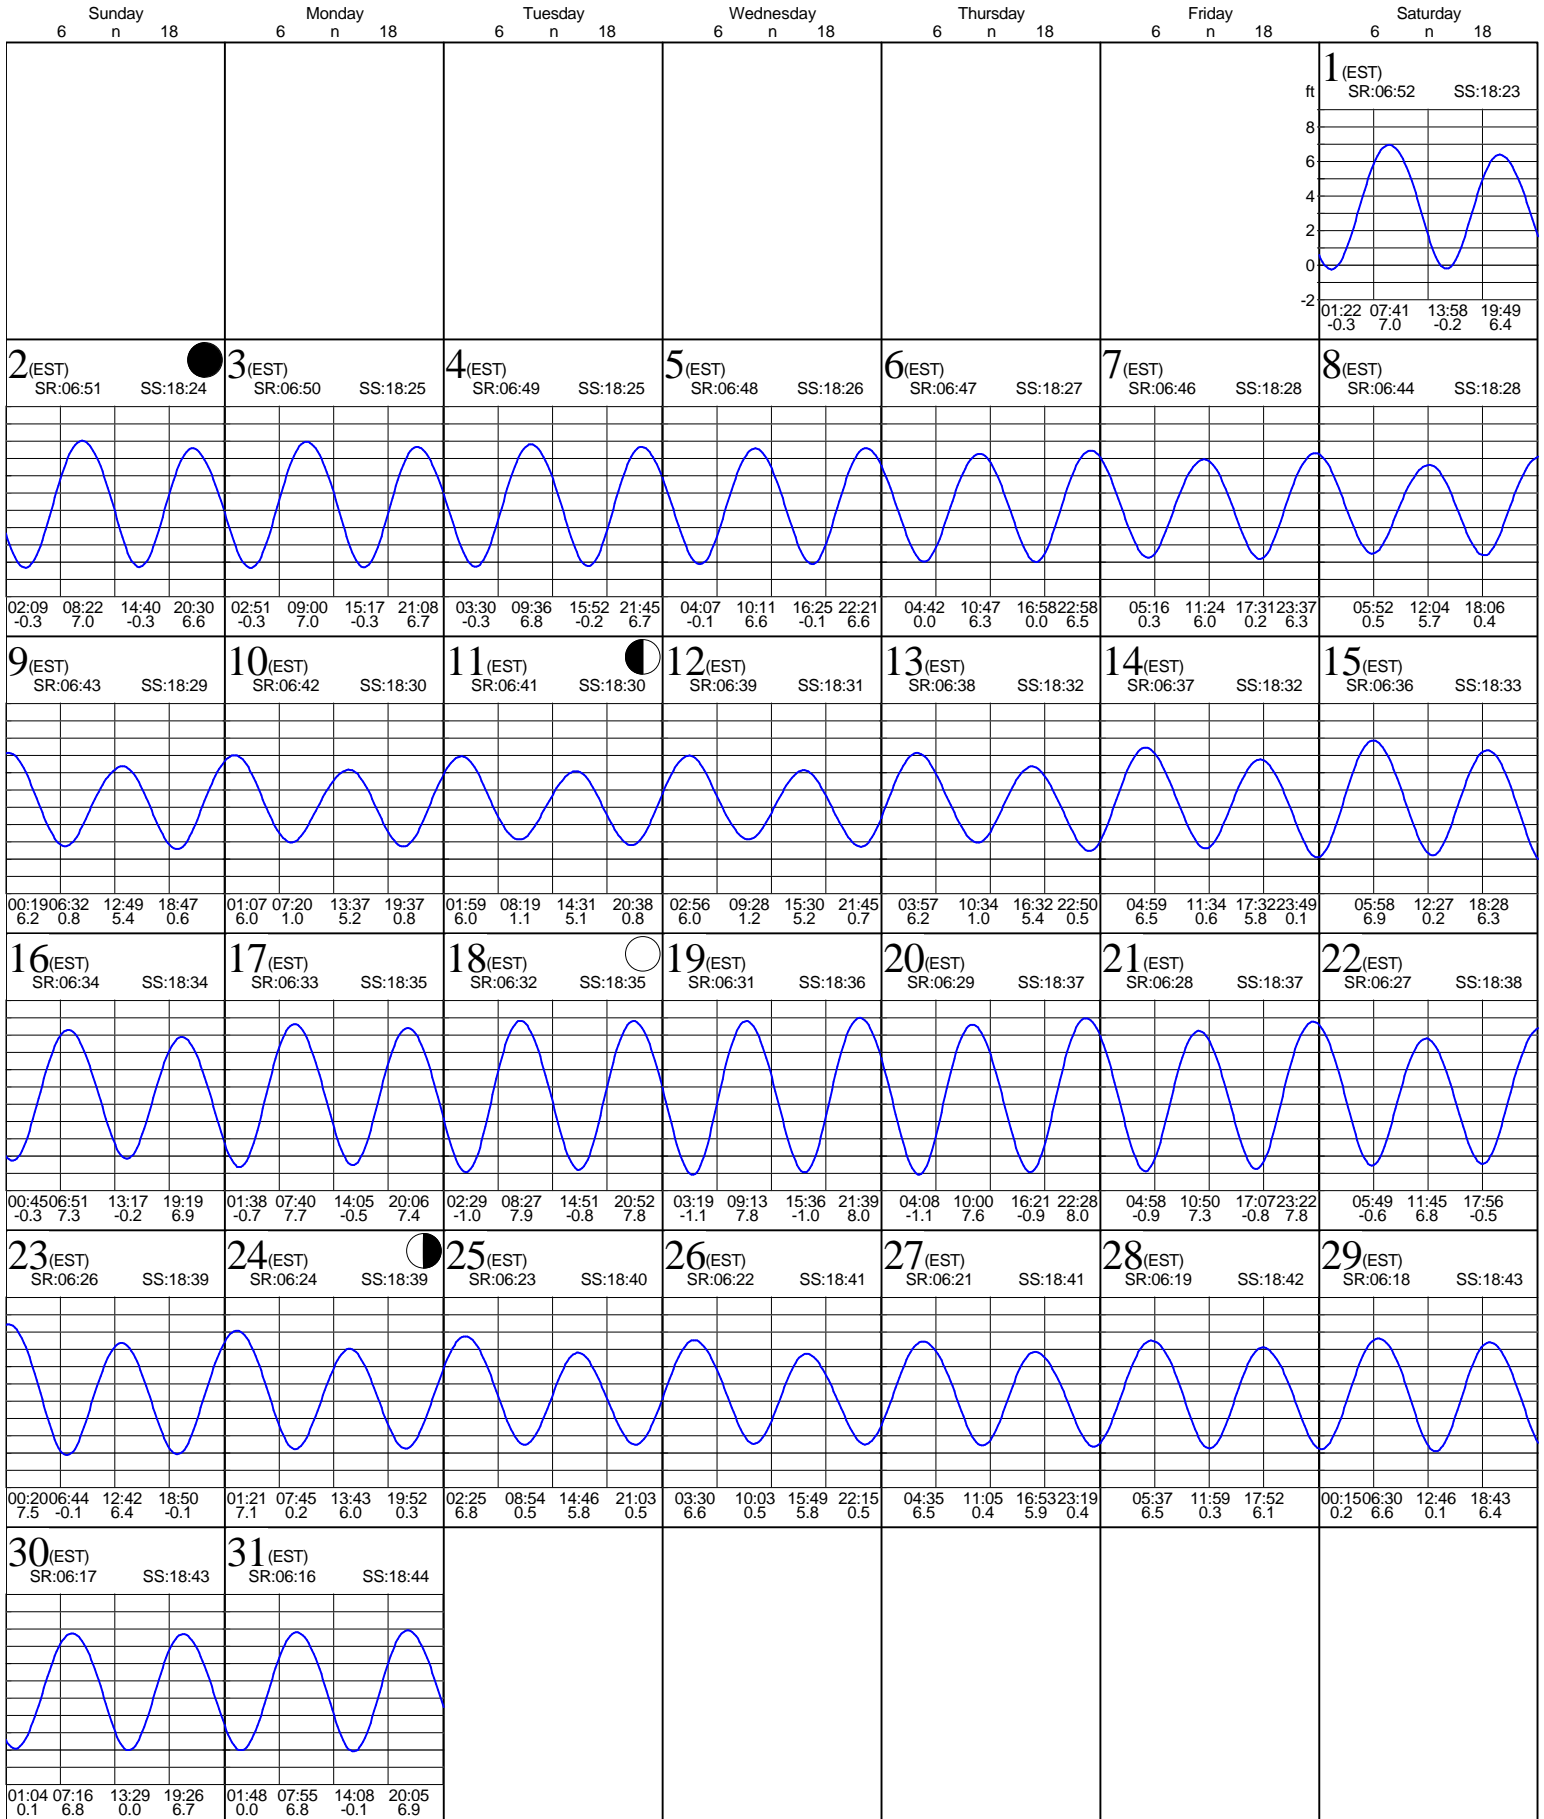 Sunday Monday Tuesday Wednesday Thursday Friday Saturday
6 n 18 6 n 18 6 n 18 6 n 18 6 n 18 6 n 18 6 n 18
1(EST)
ft SR:06:52 SS:18:23
8
6
4
2
0
-2
01:22 07:41 13:58 19:49
-0.3 7.0 -0.2 6.4
2(EST) 3(EST) 4(EST) 5(EST) 6(EST) 7(EST) 8(EST)
SR:06:51 SS:18:24 SR:06:50 SS:18:25 SR:06:49 SS:18:25 SR:06:48 SS:18:26 SR:06:47 SS:18:27 SR:06:46 SS:18:28 SR:06:44 SS:18:28
02:09 08:22 14:40 20:30 02:51 09:00 15:17 21:08 03:30 09:36 15:52 21:45 04:07 10:11 16:25 22:21 04:42 10:47 16:58 22:58 05:16 11:24 17:31 23:37 05:52 12:04 18:06
-0.3 7.0 -0.3 6.6 -0.3 7.0 -0.3 6.7 -0.3 6.8 -0.2 6.7 -0.1 6.6 -0.1 6.6 0.0 6.3 0.0 6.5 0.3 6.0 0.2 6.3 0.5 5.7 0.4
9(EST) 10(EST) 11(EST) 12(EST) 13(EST) 14(EST) 15(EST)
SR:06:43 SS:18:29 SR:06:42 SS:18:30 SR:06:41 SS:18:30 SR:06:39 SS:18:31 SR:06:38 SS:18:32 SR:06:37 SS:18:32 SR:06:36 SS:18:33
00:19 06:32 12:49 18:47 01:07 07:20 13:37 19:37 01:59 08:19 14:31 20:38 02:56 09:28 15:30 21:45 03:57 10:34 16:32 22:50 04:59 11:34 17:32 23:49 05:58 12:27 18:28
6.2 0.8 5.4 0.6 6.0 1.0 5.2 0.8 6.0 1.1 5.1 0.8 6.0 1.2 5.2 0.7 6.2 1.0 5.4 0.5 6.5 0.6 5.8 0.1 6.9 0.2 6.3
16(EST) 17(EST) 18(EST) 19(EST) 20(EST) 21(EST) 22(EST)
SR:06:34 SS:18:34 SR:06:33 SS:18:35 SR:06:32 SS:18:35 SR:06:31 SS:18:36 SR:06:29 SS:18:37 SR:06:28 SS:18:37 SR:06:27 SS:18:38
00:45 06:51 13:17 19:19 01:38 07:40 14:05 20:06 02:29 08:27 14:51 20:52 03:19 09:13 15:36 21:39 04:08 10:00 16:21 22:28 04:58 10:50 17:07 23:22 05:49 11:45 17:56
-0.3 7.3 -0.2 6.9 -0.7 7.7 -0.5 7.4 -1.0 7.9 -0.8 7.8 -1.1 7.8 -1.0 8.0 -1.1 7.6 -0.9 8.0 -0.9 7.3 -0.8 7.8 -0.6 6.8 -0.5
23(EST) 24(EST) 25(EST) 26(EST) 27(EST) 28(EST) 29(EST)
SR:06:26 SS:18:39 SR:06:24 SS:18:39 SR:06:23 SS:18:40 SR:06:22 SS:18:41 SR:06:21 SS:18:41 SR:06:19 SS:18:42 SR:06:18 SS:18:43
00:20 06:44 12:42 18:50 01:21 07:45 13:43 19:52 02:25 08:54 14:46 21:03 03:30 10:03 15:49 22:15 04:35 11:05 16:53 23:19 05:37 11:59 17:52 00:15 06:30 12:46 18:43
7.5 -0.1 6.4 -0.1 7.1 0.2 6.0 0.3 6.8 0.5 5.8 0.5 6.6 0.5 5.8 0.5 6.5 0.4 5.9 0.4 6.5 0.3 6.1 0.2 6.6 0.1 6.4
30(EST) 31(EST)
SR:06:17 SS:18:43 SR:06:16 SS:18:44
01:04 07:16 13:29 19:26 01:48 07:55 14:08 20:05
0.1 6.8 0.0 6.7 0.0 6.8 -0.1 6.9